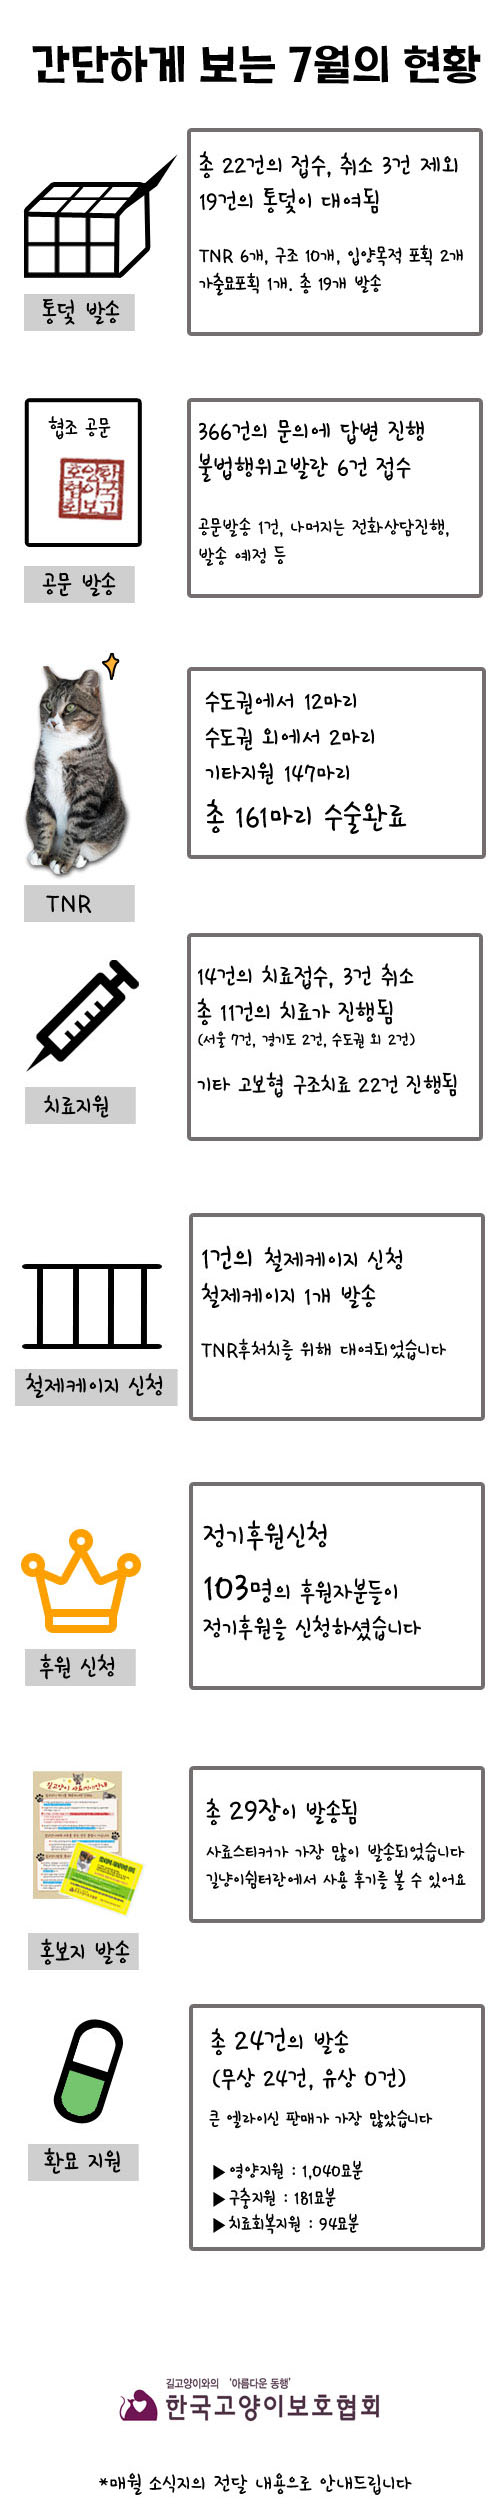 간단하게 보는 7월의 현황
총 22건의 접수, 취소 3건 제외
19건의 통덫이 대여됨
TNR 6개, 구조 10개, 입양목적 포획 2개
가출묘포획 1개. 총 19개 발송
통덫 발송
협조 공문
366건의 문의에 답변 진행
불법행위고발란 6건 접수
공문발송 1건, 나머지는 전화상담진행,
발송 예정 등
공문 발송
수도권에서 12마리
수도권 외에서 2마리
기타지원 147마리
총 161마리 수술완료
TNR
14건의 치료접수, 3건 취소
총 11건의 치료가 진행됨
(서울 7건, 경기도 2건, 수도권 외 2건)
기타 고보협 구조치료 22건 진행됨
치료지원
1건의 철제케이지 신청
철제케이지 1개 발송
TNR후처치를 위해 대여되었습니다
철제케이지 신청
정기후원신청
103명의 후원자분들이
정기후원을 신청하셨습니다
후원 신청
길고양이
총 29장이 발송됨
사료스티커가 가장 많이 발송되었습니다
길냥이쉼터란에서 사용 후기를 볼 수 있어요
홍보지 발송
총 24건의 발송
(무상 24건, 유상 0건)
큰 엘라이신 판매가 가장 많았습니다
▶영양지원 : 1,040묘분
▶구충지원 : 181묘분
▶치료회복지원 : 94묘분
환묘 지원
길고양이와의 '아름다운 동행'
한국고양이보호협회
*매월 소식지의 전달 내용으로 안내드립니다